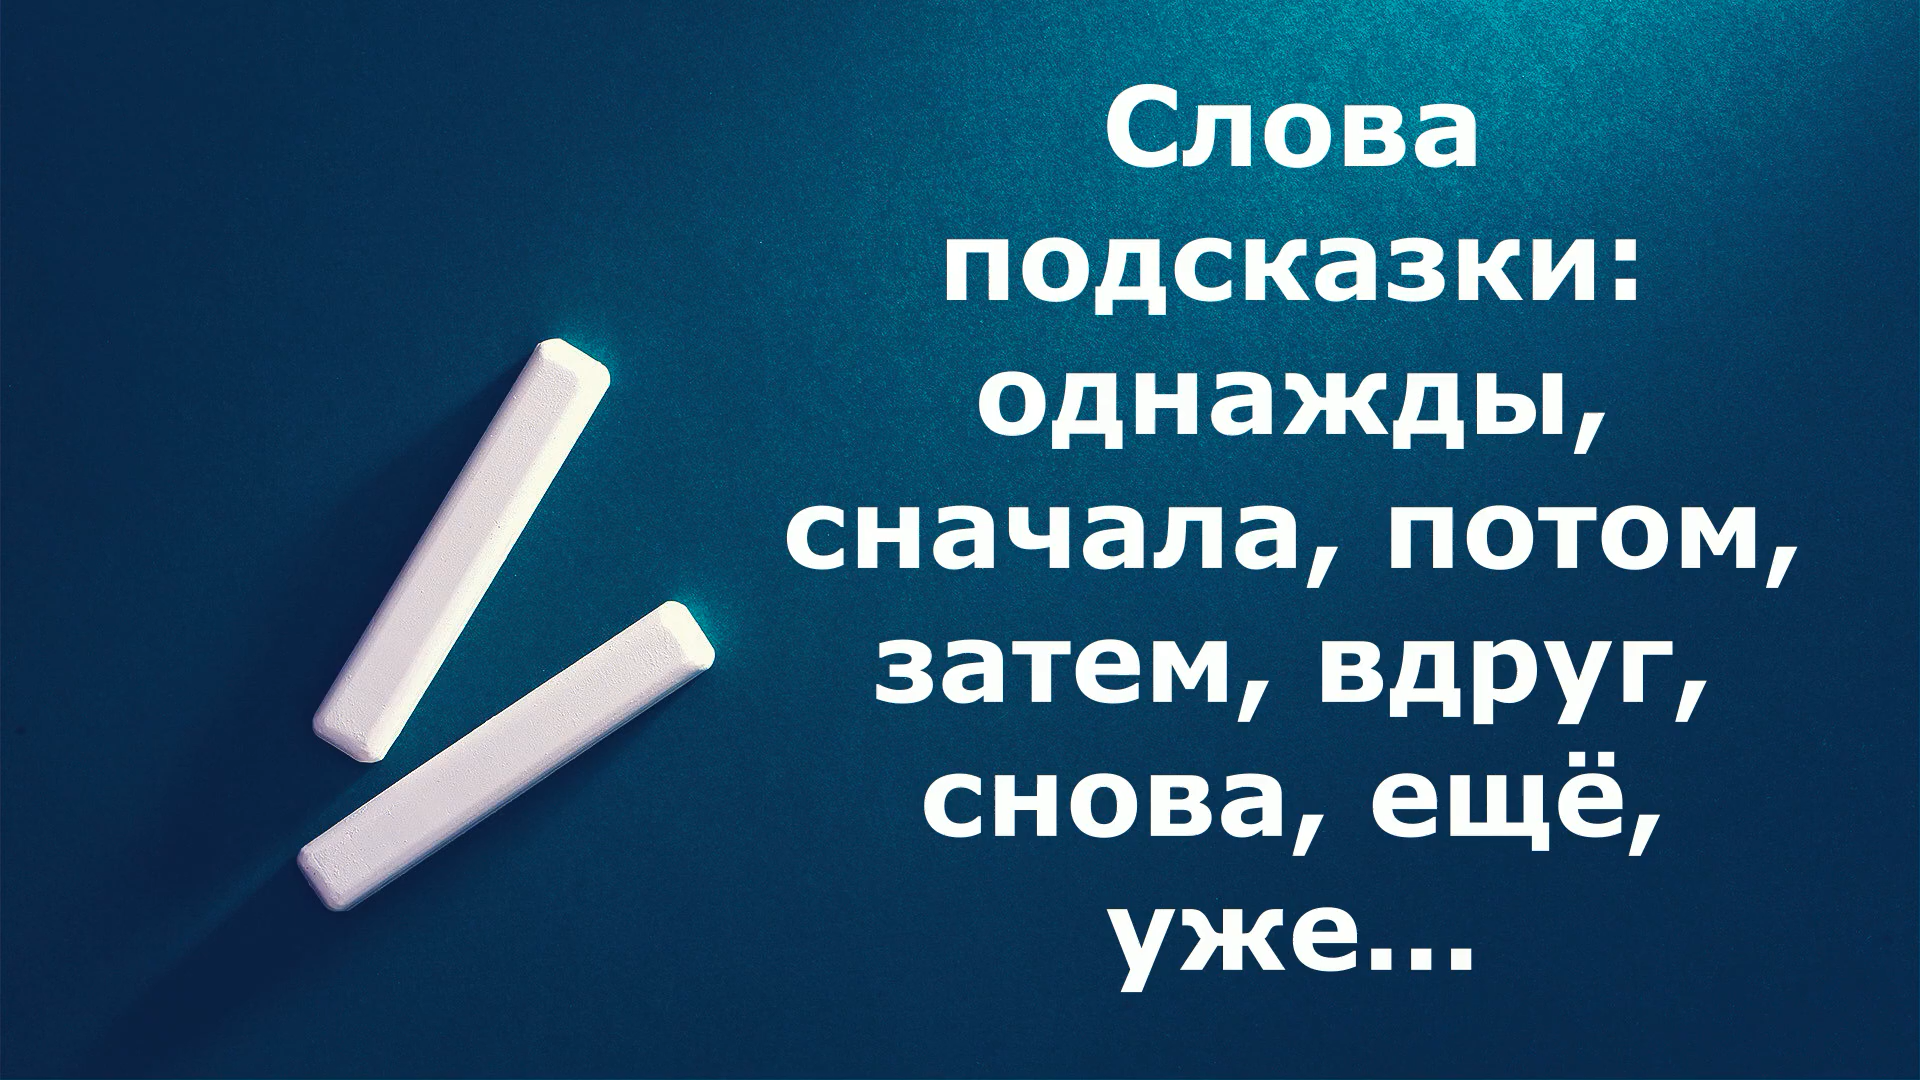 Слова
подсказки:
однажды,
сначала, потом,
затем, вдруг,
снова, ещё,
уже...